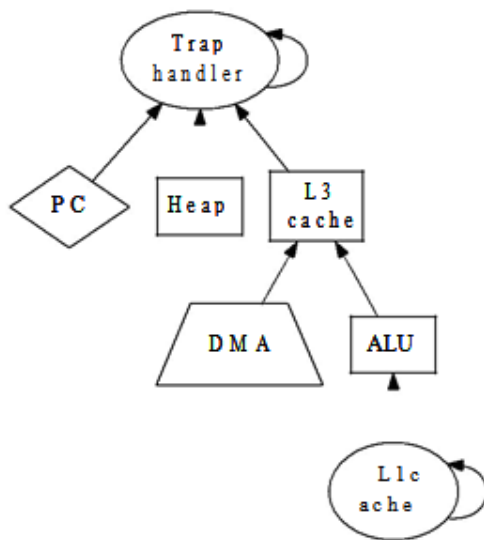 Trap
handler
PC
Heap
L3
cache
DMA
ALU
L1c
ache